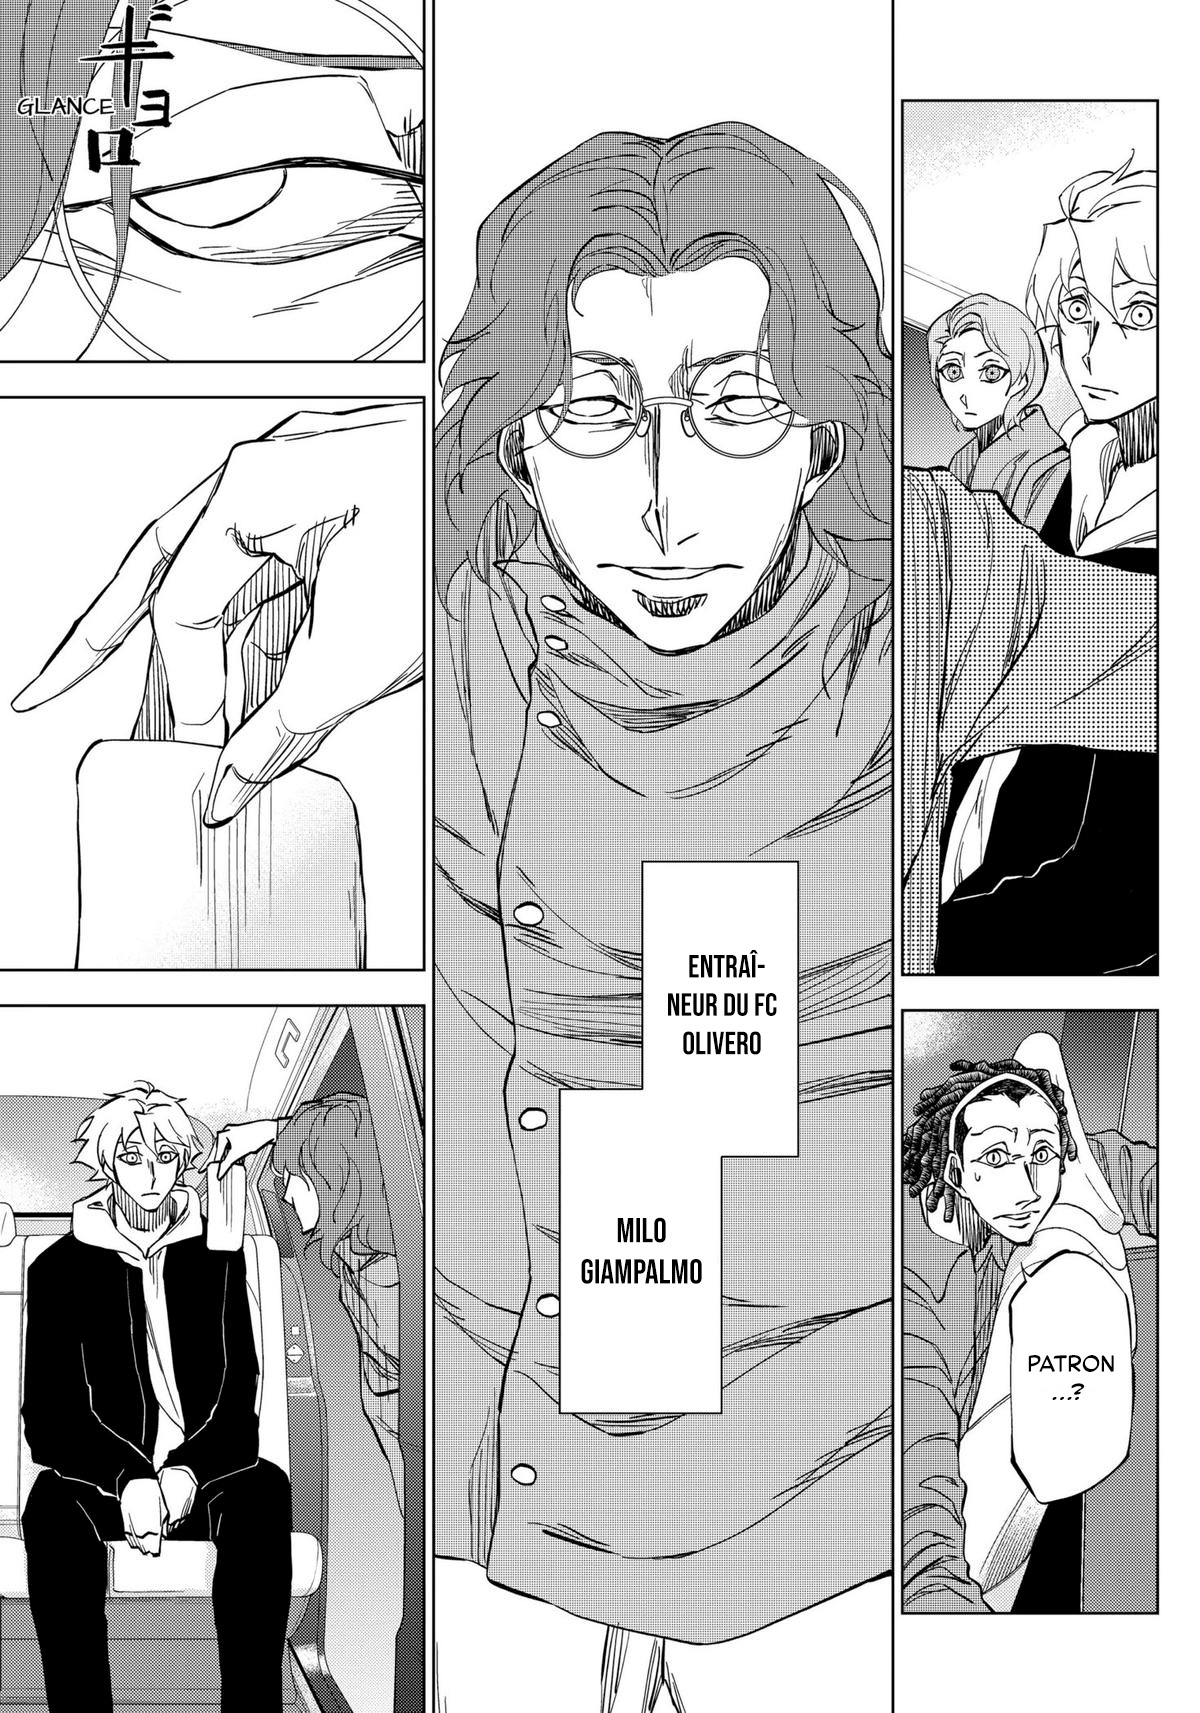 PATRON
...?
ENTRAÎ-
NEUR DU FC
OLIVERO
MILO
GIAMPALMO
ギョロ
GLANCE